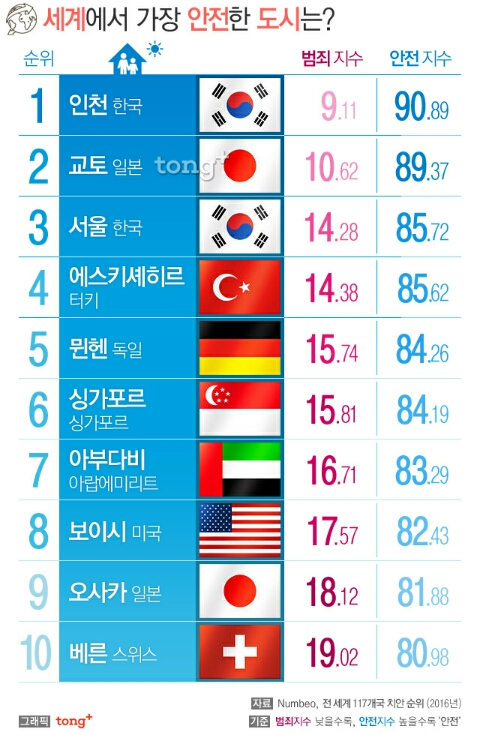 세계에서 가장 안전한 도시는?
순위 범죄 지수 안전 지수
1 인천 한국 9.11 90.89
2 교토 일본 tong+ 10.62 89.37
3 서울 한국 14.28 85.72
4 에스키셰히르 터키 14.38 85.62
5 뮌헨 독일 15.74 84.26
6 싱가포르 싱가포르 15.81 84.19
7 아부다비 아랍에미리트 16.71 83.29
8 보이시 미국 17.57 82.43
9 오사카 일본 18.12 81.88
10 베른 스위스 19.02 80.98
자료 Numbeo, 전 세계 117개국 치안 순위 (2016년)
그래픽 tong+ 기준 범죄지수 낮을수록, 안전지수 높을수록 '안전'